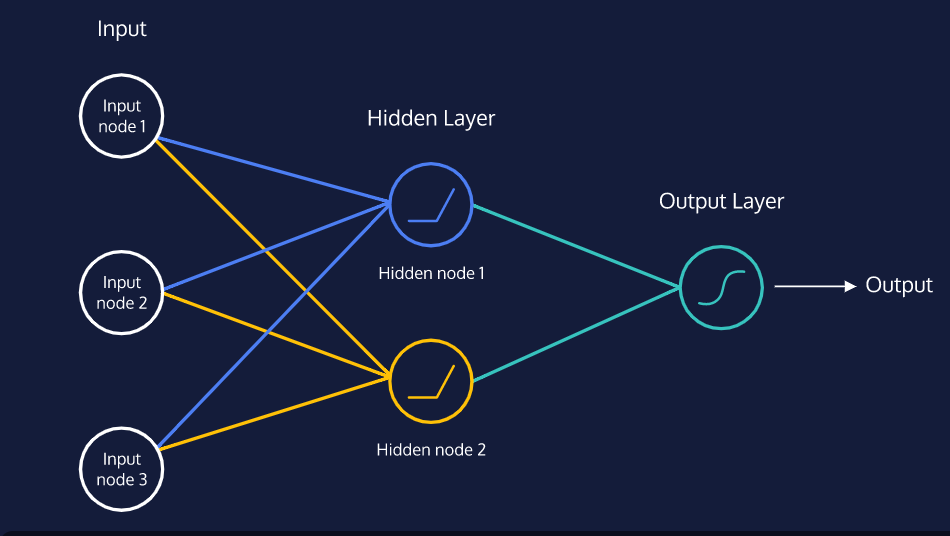 Input
Input
node 1
Hidden Layer
Output Layer
Hidden node 1
Input
node 2
Output
Hidden node 2
Input
node 3